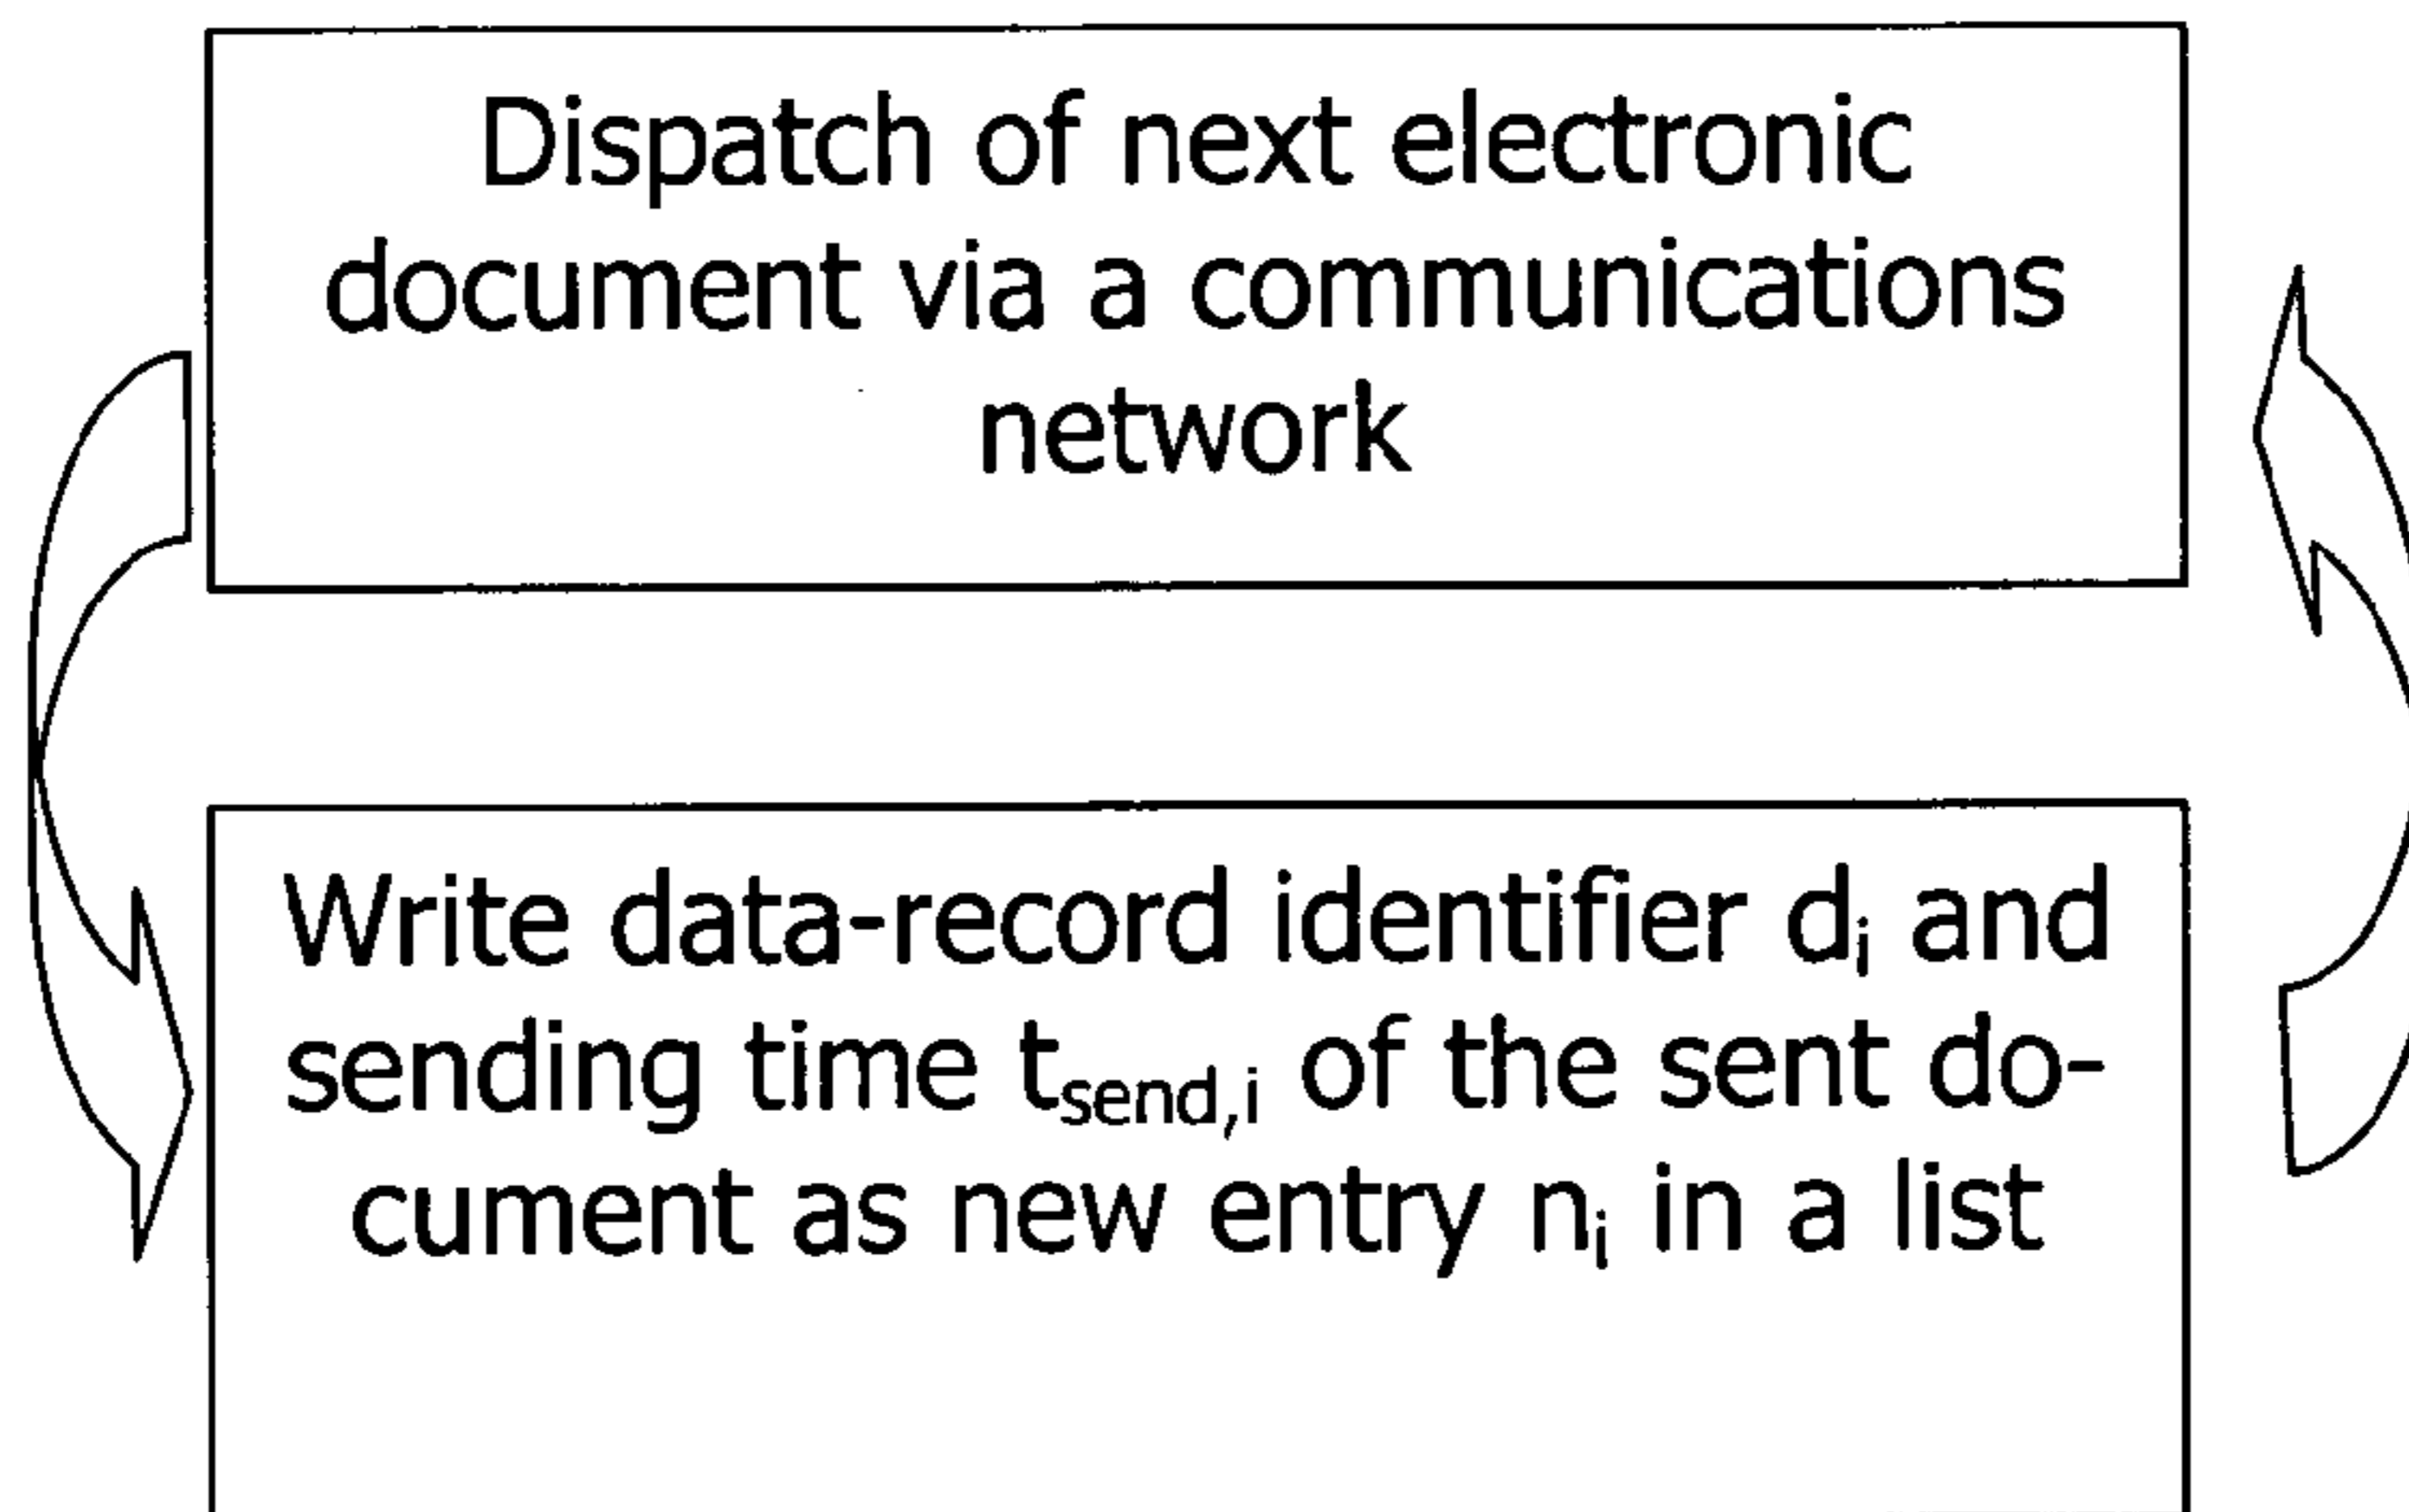 Dispatch of next electronic
document via a communications
network
Write data-record identifier dᵢ and
sending time t_send,i of the sent do-
cument as new entry nᵢ in a list